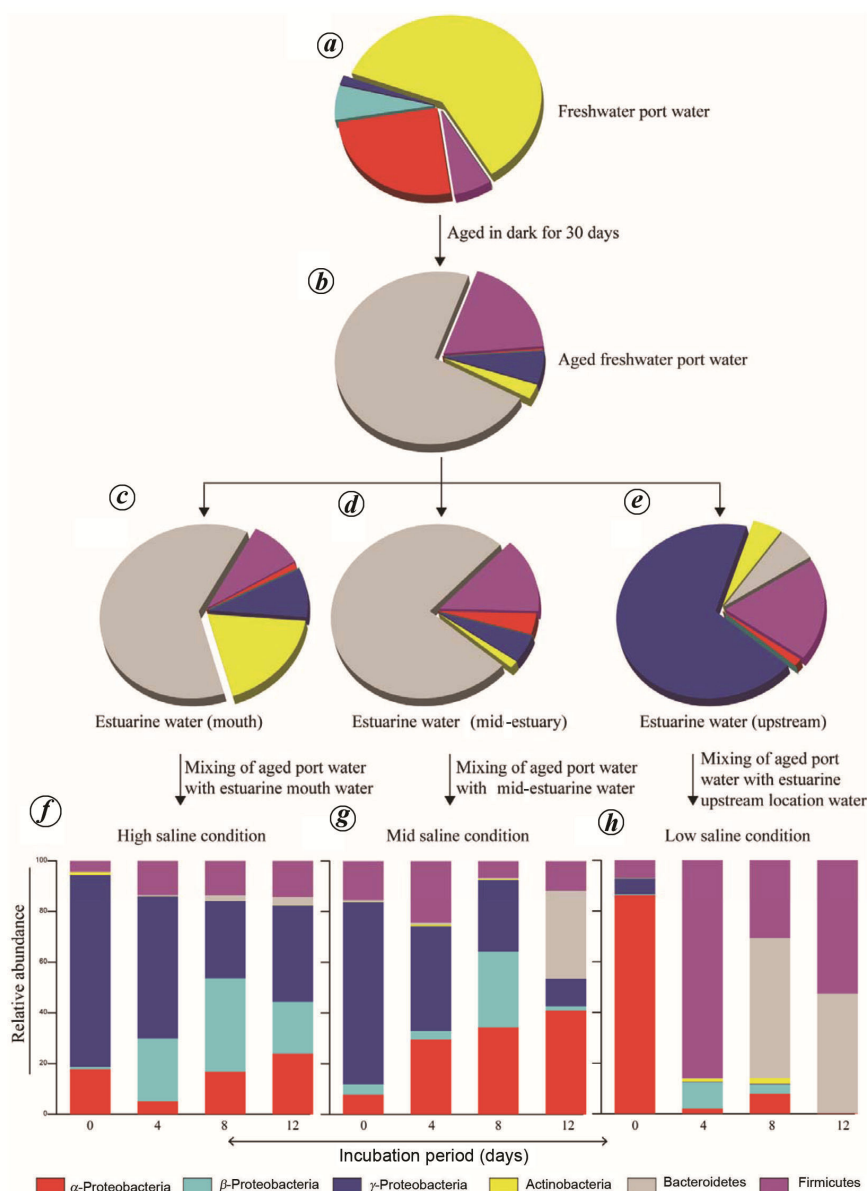 a
Freshwater port water
Aged in dark for 30 days
b
Aged freshwater port water
c
d
e
Estuarine water (mouth)
Estuarine water (mid-estuary)
Estuarine water (upstream)
Mixing of aged port water
with estuarine mouth water
Mixing of aged port water
with mid-estuarine water
Mixing of aged port
water with estuarine
upstream location water
f
High saline condition
g
Mid saline condition
h
Low saline condition
Relative abundance
100
80
60
40
20
0
0 4 8 12
0 4 8 12
0 4 8 12
Incubation period (days)
α-Proteobacteria
β-Proteobacteria
γ-Proteobacteria
Actinobacteria
Bacteroidetes
Firmicutes